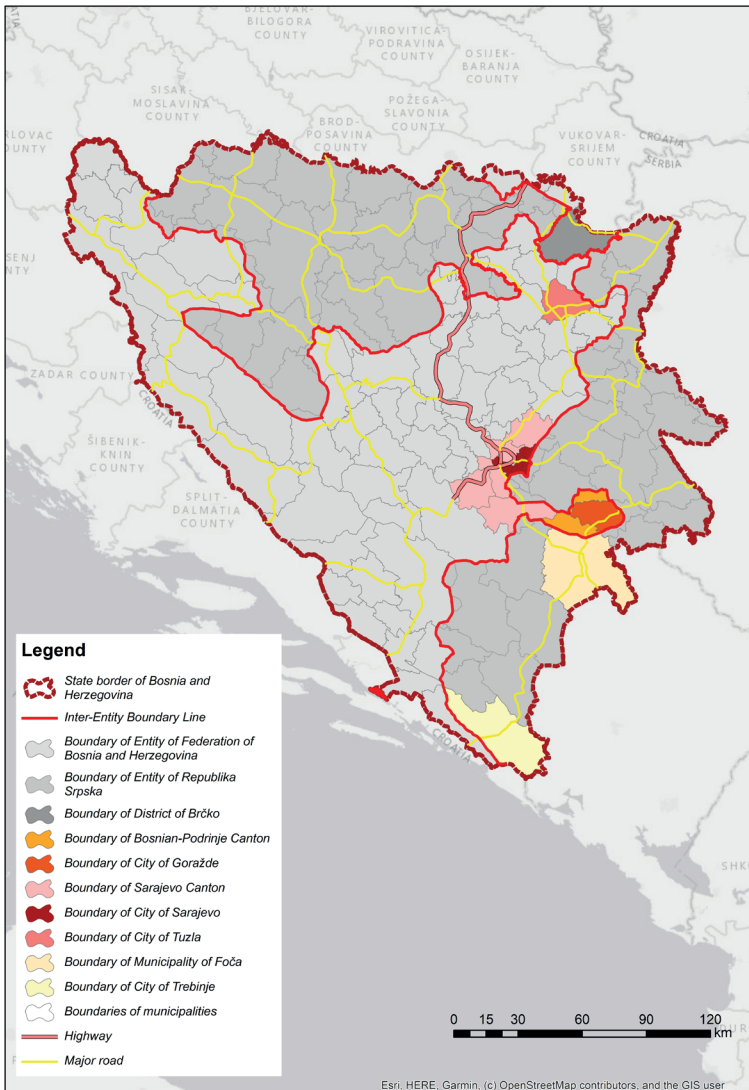 BJELOVAR-
BILOGORA
COUNTY
VIROVITICA-
PODRAVINA
COUNTY
OSIJEK-
BARANJA
COUNTY
SISAK-
MOSLAVINA
COUNTY
POŽEGA-
SLAVONIA
COUNTY
BROD-
POSAVINA
COUNTY
VUKOVAR-
SRIJEM
COUNTY
CROATIA
SERBIA
RLOVAC
OUNTY
SENJ
NTY
ZADAR COUNTY
CROATIA
ŠIBENIK-
KNIN
COUNTY
SPLIT-
DALMATIA
COUNTY
CROATIA
SHK
Legend
State border of Bosnia and
Herzegovina
Inter-Entity Boundary Line
Boundary of Entity of Federation of
Bosnia and Herzegovina
Boundary of Entity of Republika
Srpska
Boundary of District of Brčko
Boundary of Bosnian-Podrinje Canton
Boundary of City of Goražde
Boundary of Sarajevo Canton
Boundary of City of Sarajevo
Boundary of City of Tuzla
Boundary of Municipality of Foča
Boundary of City of Trebinje
Boundaries of municipalities
Highway
Major road
0 15 30 60 90 120
km
Esri, HERE, Garmin, (c) OpenStreetMap contributors, and the GIS user